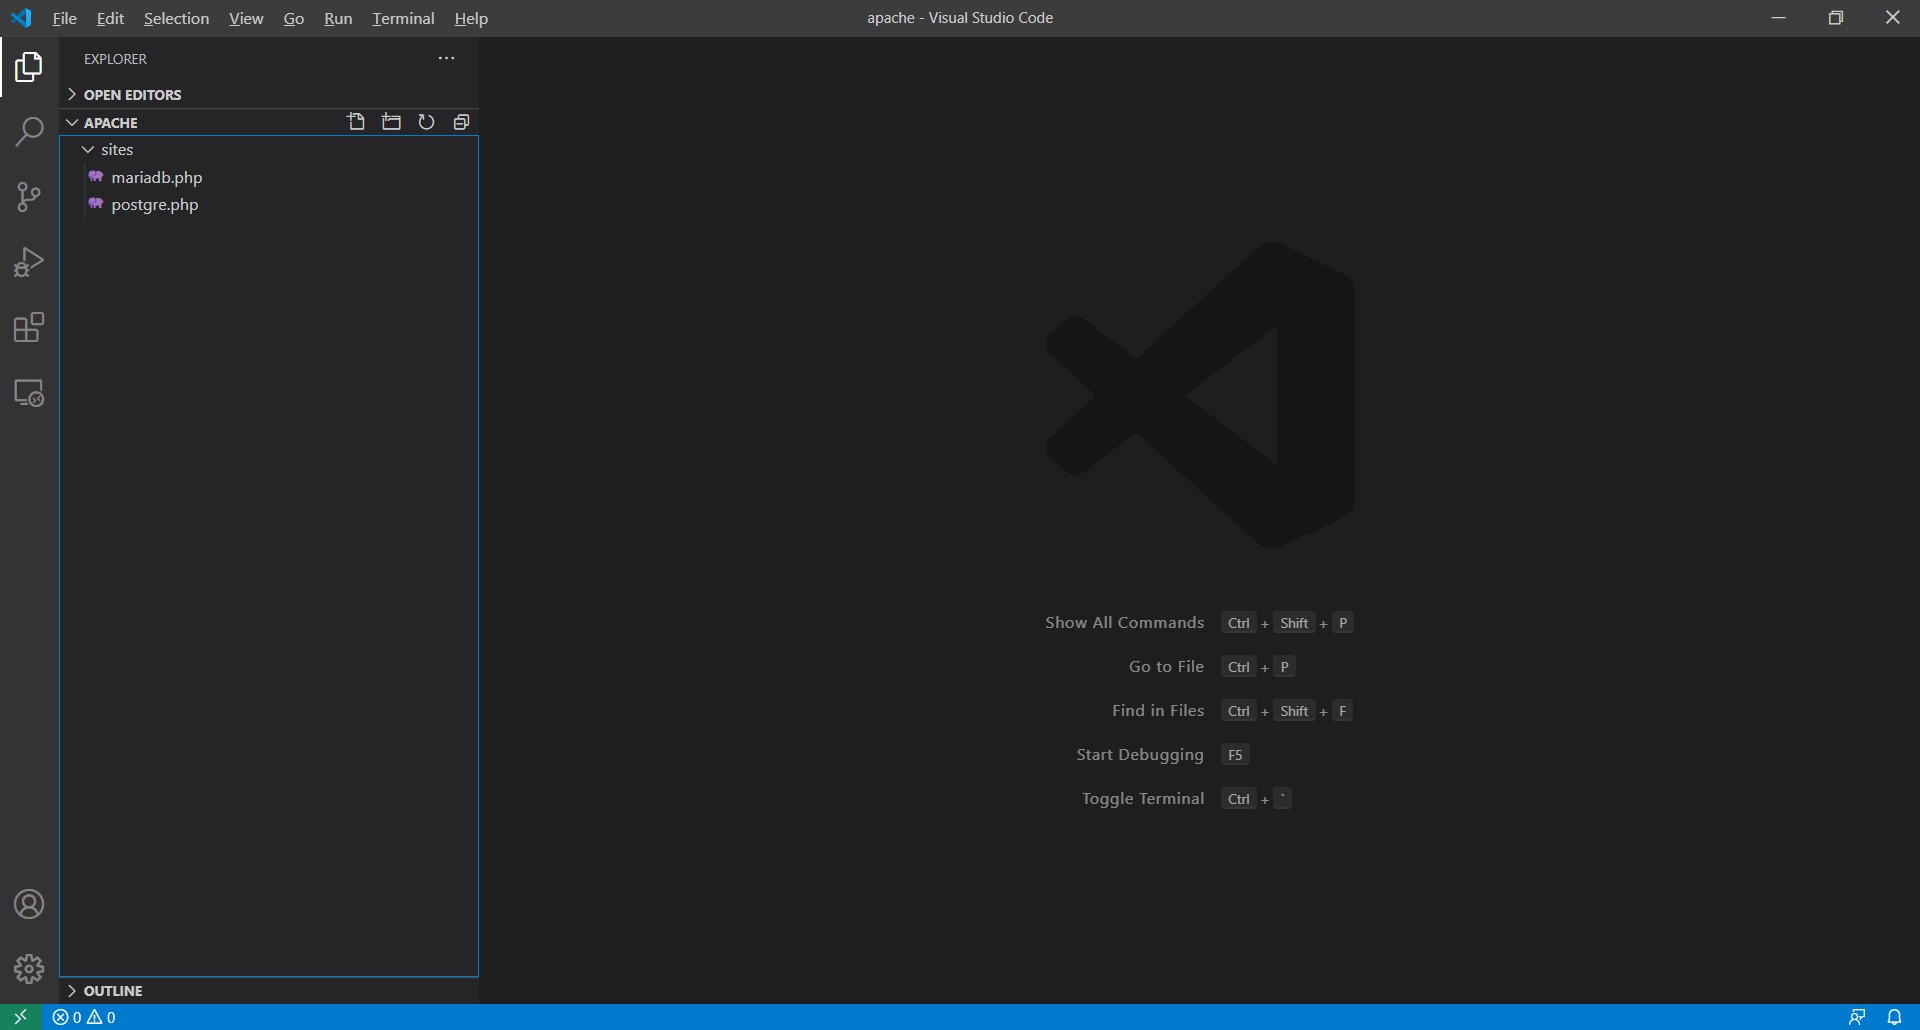 File Edit Selection View Go Run Terminal Help
apache - Visual Studio Code
EXPLORER
OPEN EDITORS
APACHE
sites
mariadb.php
postgre.php
Show All Commands Ctrl + Shift + P
Go to File Ctrl + P
Find in Files Ctrl + Shift + F
Start Debugging F5
Toggle Terminal Ctrl + `
OUTLINE
0 0